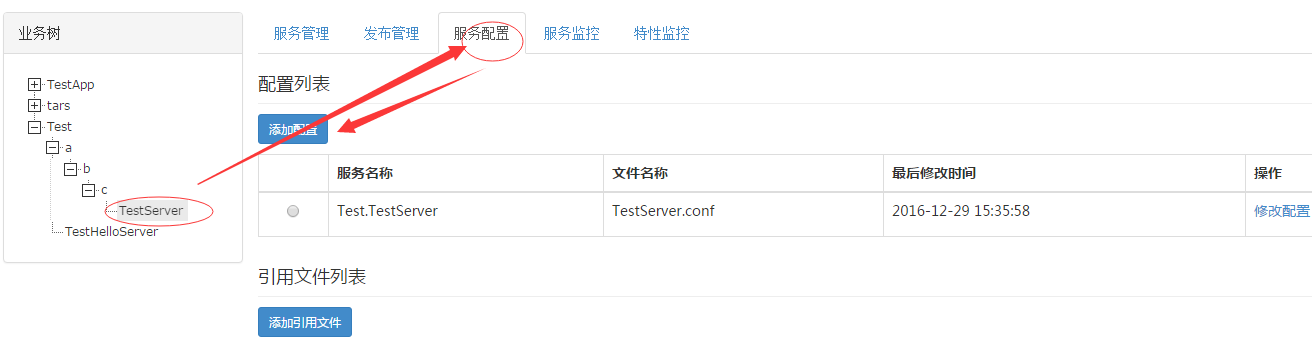 业务树
TestApp
tars
Test
a
b
c
TestServer
TestHelloServer
服务管理 发布管理 服务配置 服务监控 特性监控
配置列表
添加配置
服务名称 文件名称 最后修改时间 操作
Test.TestServer TestServer.conf 2016-12-29 15:35:58 修改配置
引用文件列表
添加引用文件